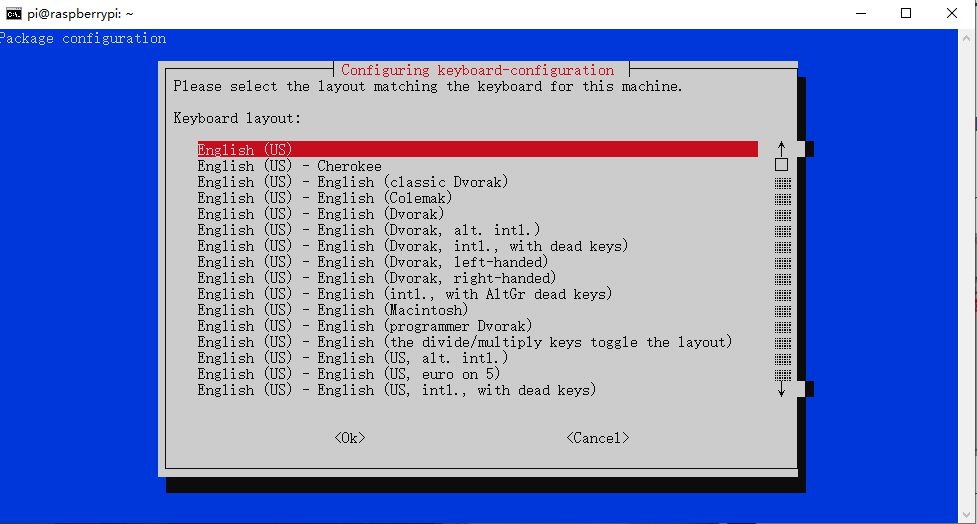 pi@raspberrypi: ~
Package configuration
Configuring keyboard-configuration
Please select the layout matching the keyboard for this machine.
Keyboard layout:
English (US)
English (US) - Cherokee
English (US) - English (classic Dvorak)
English (US) - English (Colemak)
English (US) - English (Dvorak)
English (US) - English (Dvorak, alt. intl.)
English (US) - English (Dvorak, intl., with dead keys)
English (US) - English (Dvorak, left-handed)
English (US) - English (Dvorak, right-handed)
English (US) - English (intl., with AltGr dead keys)
English (US) - English (Macintosh)
English (US) - English (programmer Dvorak)
English (US) - English (the divide/multiply keys toggle the layout)
English (US) - English (US, alt. intl.)
English (US) - English (US, euro on 5)
English (US) - English (US, intl., with dead keys)
<Ok> <Cancel>